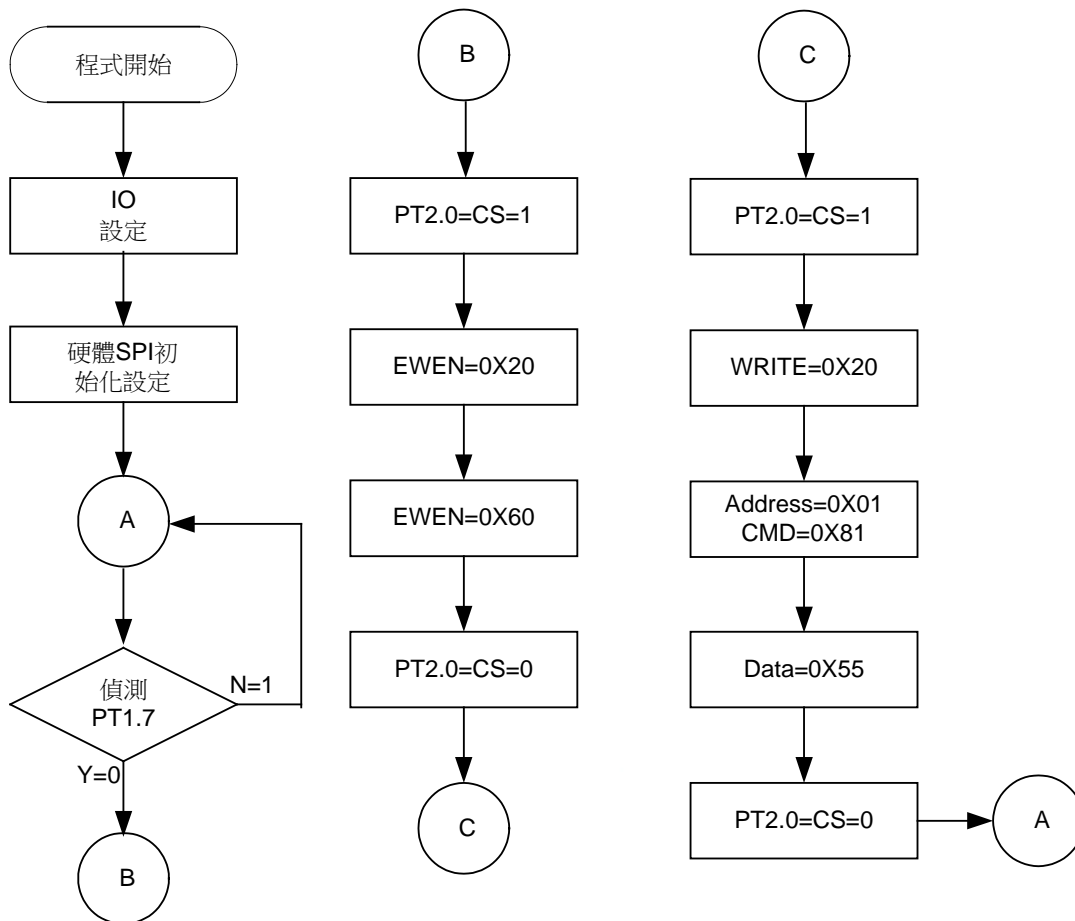 程式開始
IO
設定
硬體SPI初
始化設定
A
偵測
PT1.7
N=1
Y=0
B
B
PT2.0=CS=1
EWEN=0X20
EWEN=0X60
PT2.0=CS=0
C
C
PT2.0=CS=1
WRITE=0X20
Address=0X01
CMD=0X81
Data=0X55
PT2.0=CS=0
A